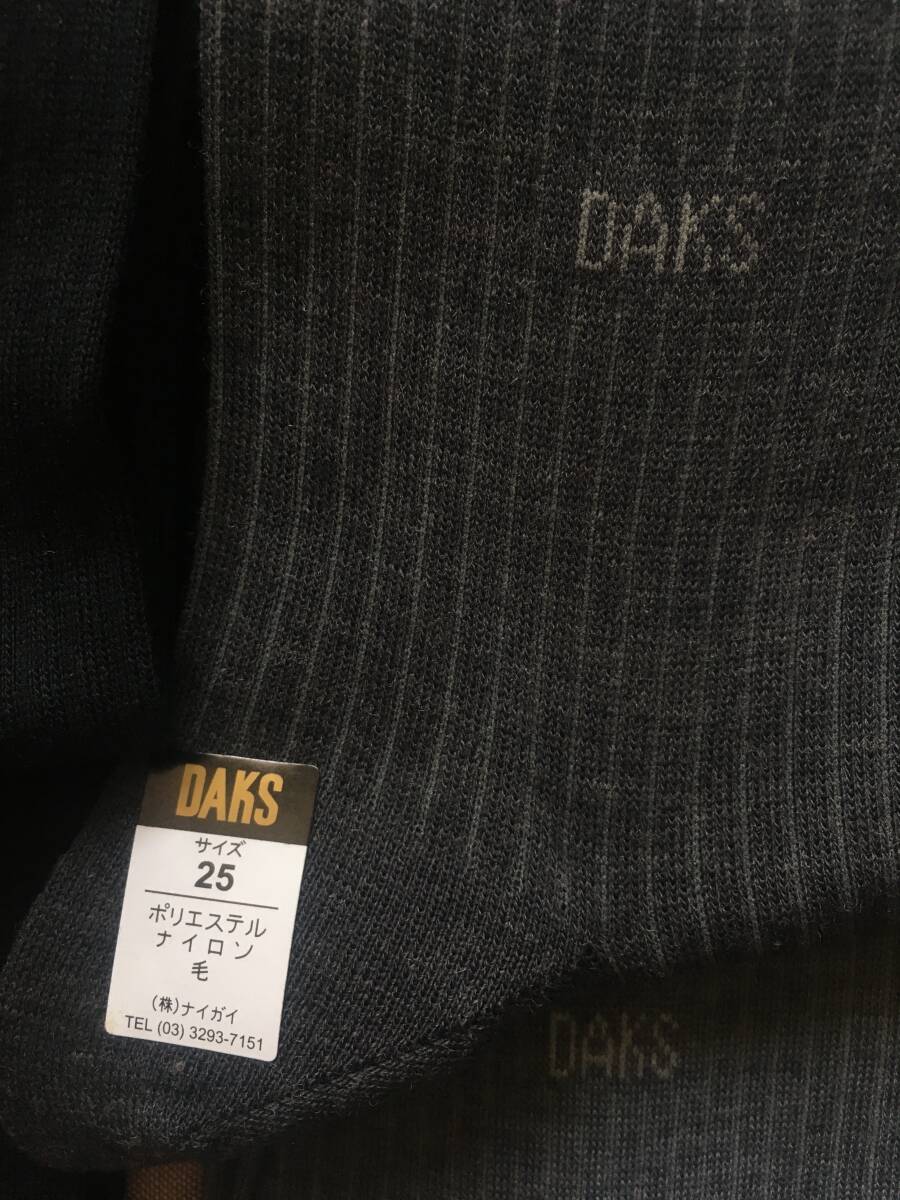 DAKS
DAKS
サイズ
25
ポリエステル
ナイロン
毛
(株)ナイガイ
TEL (03) 3293-7151
DAKS